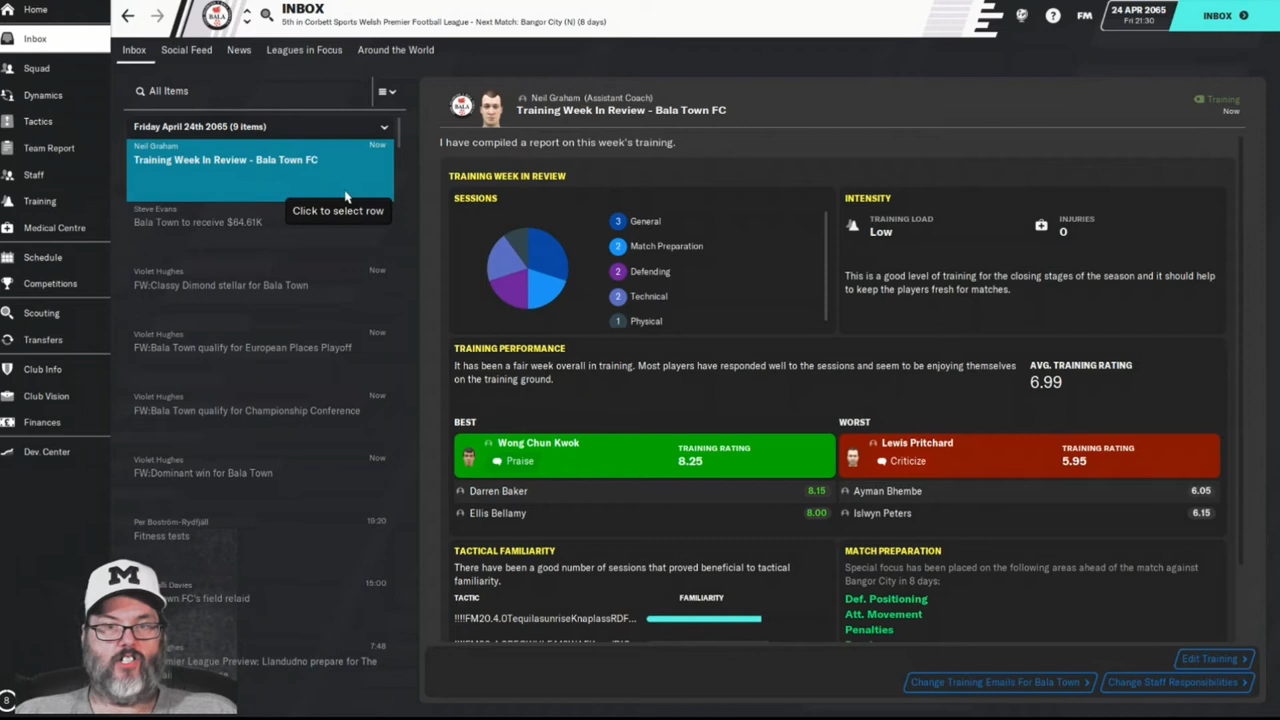 Home
Inbox
Squad
Dynamics
Tactics
Team Report
Staff
Training
Medical Centre
Schedule
Competitions
Scouting
Transfers
Club Info
Club Vision
Finances
Dev. Center
INBOX
5th in Corbett Sports Welsh Premier Football League - Next Match: Bangor City (N) (8 days)
FM
24 APR 2065
Fri 21:30
INBOX
Inbox
Social Feed
News
Leagues in Focus
Around the World
All Items
Friday April 24th 2065 (9 items)
Neil Graham
Now
Training Week In Review - Bala Town FC
Click to select row
Steve Evans
Bala Town to receive $64.61K
Violet Hughes
Now
FW:Classy Dimond stellar for Bala Town
Violet Hughes
Now
FW:Bala Town qualify for European Places Playoff
Violet Hughes
Now
FW:Bala Town qualify for Championship Conference
Violet Hughes
Now
FW:Dominant win for Bala Town
Per Boström-Rydfjäll
19:20
Fitness tests
Davies
15:00
wn FC's field relaid
7:48
mier League Preview: Llandudno prepare for The
Neil Graham (Assistant Coach)
Training Week In Review - Bala Town FC
Training
Now
I have compiled a report on this week's training.
TRAINING WEEK IN REVIEW
SESSIONS
3 General
2 Match Preparation
2 Defending
2 Technical
1 Physical
INTENSITY
TRAINING LOAD
Low
INJURIES
0
This is a good level of training for the closing stages of the season and it should help
to keep the players fresh for matches.
TRAINING PERFORMANCE
It has been a fair week overall in training. Most players have responded well to the sessions and seem to be enjoying themselves
on the training ground.
AVG. TRAINING RATING
6.99
BEST
Wong Chun Kwok
Praise
TRAINING RATING
8.25
Darren Baker
8.15
Ellis Bellamy
8.00
WORST
Lewis Pritchard
Criticize
TRAINING RATING
5.95
Ayman Bhembe
6.05
Islwyn Peters
6.15
TACTICAL FAMILIARITY
There have been a good number of sessions that proved beneficial to tactical
familiarity.
TACTIC
FAMILIARITY
!!!!FM20.4.0TequilasunriseKnaplassRDF...
MATCH PREPARATION
Special focus has been placed on the following areas ahead of the match against
Bangor City in 8 days:
Def. Positioning
Att. Movement
Penalties
Edit Training
Change Training Emails For Bala Town
Change Staff Responsibilities
M
8